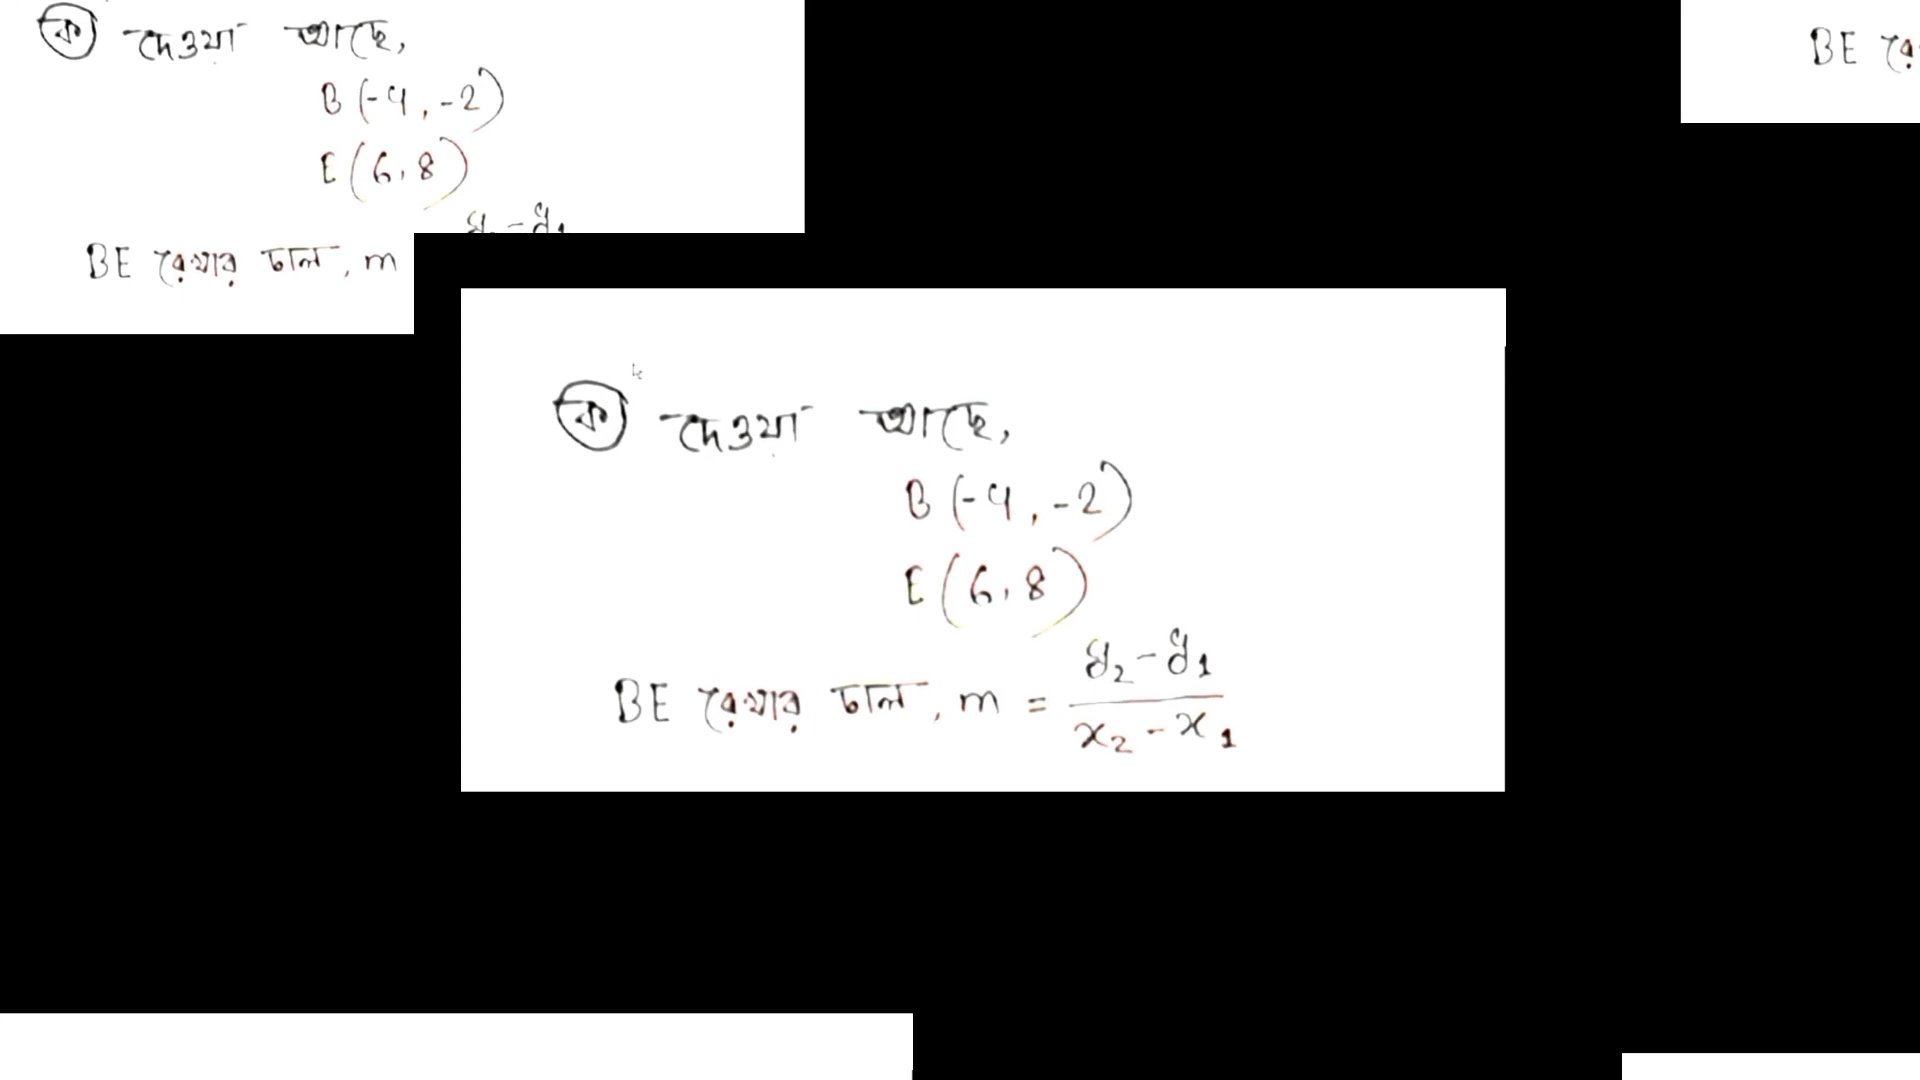 ক দেওয়া আছে,
B (-4, -2)
E (6, 8)
BE রেখার ঢাল, m
BE রে
ক দেওয়া আছে,
B (-4, -2)
E (6, 8)
BE রেখার ঢাল, m = y₂ - y₁ / x₂ - x₁